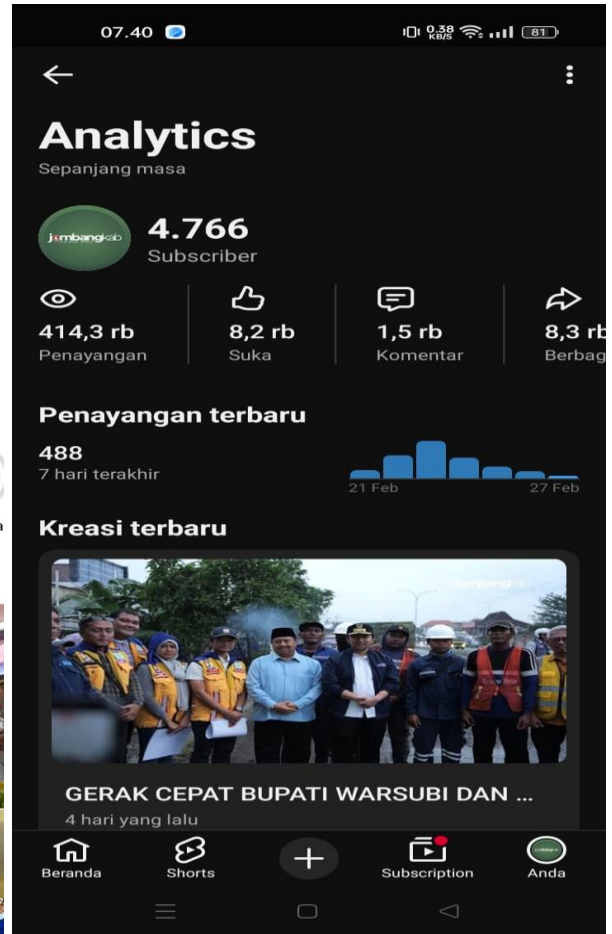 07.40
0.38
KB/S
81
Analytics
Sepanjang masa
jombangkab
4.766
Subscriber
414,3 rb
Penayangan
8,2 rb
Suka
1,5 rb
Komentar
8,3 rb
Berbag
Penayangan terbaru
488
7 hari terakhir
21 Feb
27 Feb
Kreasi terbaru
jombangkab
GERAK CEPAT BUPATI WARSUBI DAN ...
4 hari yang lalu
Beranda
Shorts
Subscription
Anda